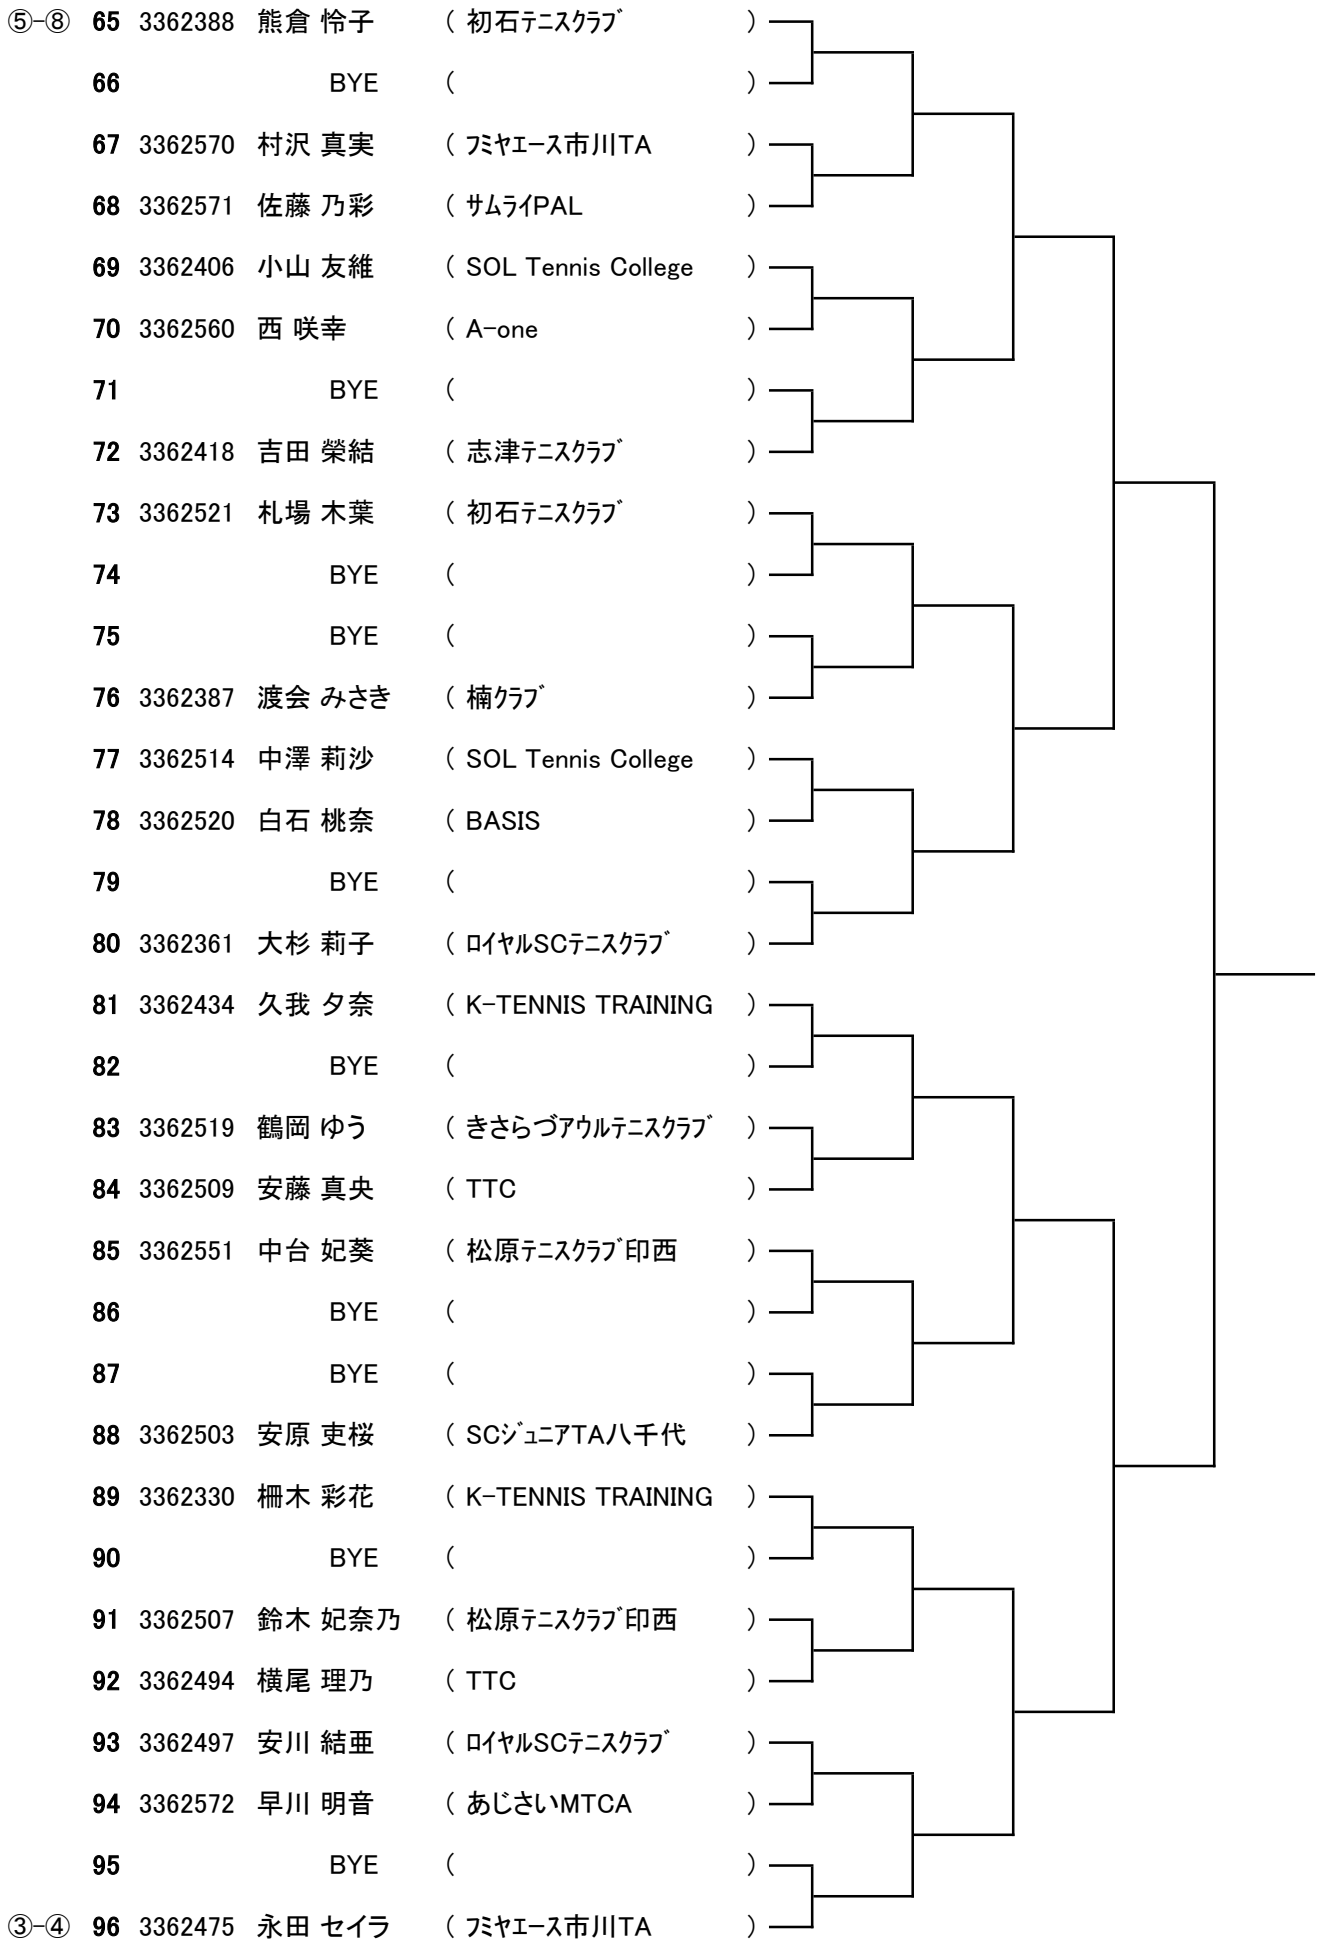 ⑤-⑧ 65 3362388 熊倉 怜子 ( 初石ﾃﾆｽｸﾗﾌﾞ )
66 BYE ( )
67 3362570 村沢 真実 ( ﾌﾐﾔｴｰｽ市川TA )
68 3362571 佐藤 乃彩 ( ｻﾑﾗｲPAL )
69 3362406 小山 友維 ( SOL Tennis College )
70 3362560 西 咲幸 ( A-one )
71 BYE ( )
72 3362418 吉田 榮結 ( 志津ﾃﾆｽｸﾗﾌﾞ )
73 3362521 札場 木葉 ( 初石ﾃﾆｽｸﾗﾌﾞ )
74 BYE ( )
75 BYE ( )
76 3362387 渡会 みさき ( 楠ｸﾗﾌﾞ )
77 3362514 中澤 莉沙 ( SOL Tennis College )
78 3362520 白石 桃奈 ( BASIS )
79 BYE ( )
80 3362361 大杉 莉子 ( ﾛｲﾔﾙSCﾃﾆｽｸﾗﾌﾞ )
81 3362434 久我 夕奈 ( K-TENNIS TRAINING )
82 BYE ( )
83 3362519 鶴岡 ゆう ( きさらづｱｳﾙﾃﾆｽｸﾗﾌﾞ )
84 3362509 安藤 真央 ( TTC )
85 3362551 中台 妃葵 ( 松原ﾃﾆｽｸﾗﾌﾞ印西 )
86 BYE ( )
87 BYE ( )
88 3362503 安原 吏桜 ( SCｼﾞｭﾆｱTA八千代 )
89 3362330 柵木 彩花 ( K-TENNIS TRAINING )
90 BYE ( )
91 3362507 鈴木 妃奈乃 ( 松原ﾃﾆｽｸﾗﾌﾞ印西 )
92 3362494 横尾 理乃 ( TTC )
93 3362497 安川 結亜 ( ﾛｲﾔﾙSCﾃﾆｽｸﾗﾌﾞ )
94 3362572 早川 明音 ( あじさいMTCA )
95 BYE ( )
③-④ 96 3362475 永田 セイラ ( ﾌﾐﾔｴｰｽ市川TA )